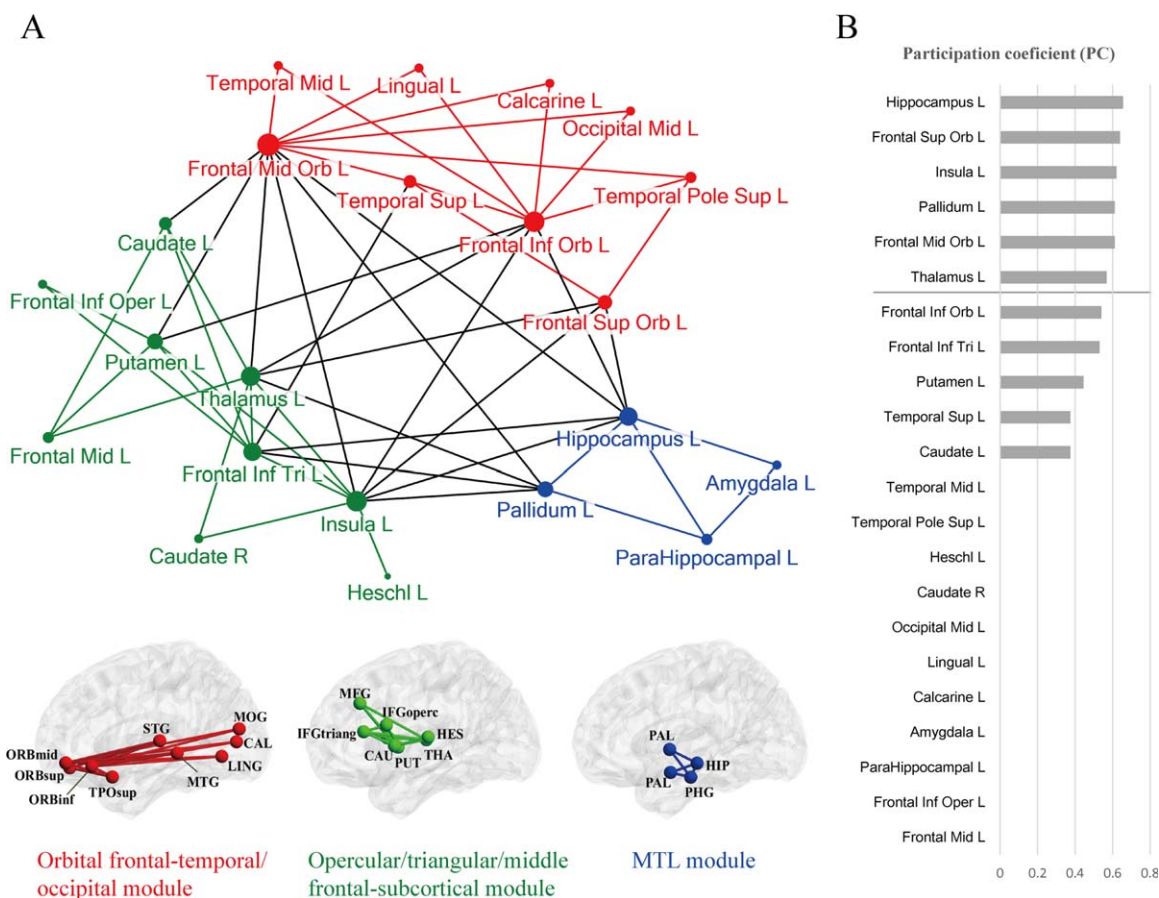 A
Temporal Mid L
Lingual L
Calcarine L
Occipital Mid L
Frontal Mid Orb L
Temporal Sup L
Temporal Pole Sup L
Caudate L
Frontal Inf Orb L
Frontal Inf Oper L
Frontal Sup Orb L
Putamen L
Thalamus L
Frontal Mid L
Hippocampus L
Frontal Inf Tri L
Amygdala L
Insula L
Pallidum L
Caudate R
ParaHippocampal L
Heschl L
MOG
STG
CAL
ORBmid
LING
ORBsup
MTG
ORBinf
TPOsup
MFG
IFGoperc
IFGtriang
HES
CAU
THA
PUT
PAL
HIP
PAL
PHG
Orbital frontal-temporal/
occipital module
Opercular/triangular/middle
frontal-subcortical module
MTL module
B
Participation coeficient (PC)
Hippocampus L
Frontal Sup Orb L
Insula L
Pallidum L
Frontal Mid Orb L
Thalamus L
Frontal Inf Orb L
Frontal Inf Tri L
Putamen L
Temporal Sup L
Caudate L
Temporal Mid L
Temporal Pole Sup L
Heschl L
Caudate R
Occipital Mid L
Lingual L
Calcarine L
Amygdala L
ParaHippocampal L
Frontal Inf Oper L
Frontal Mid L
0 0.2 0.4 0.6 0.8